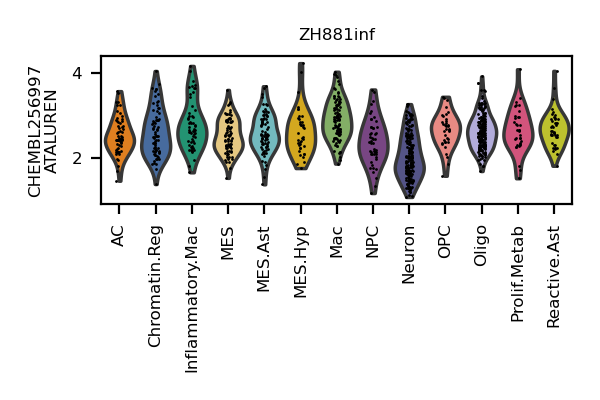 ZH881inf
CHEMBL256997
ATALUREN
4
2
AC
Chromatin.Reg
Inflammatory.Mac
MES
MES.Ast
MES.Hyp
Mac
NPC
Neuron
OPC
Oligo
Prolif.Metab
Reactive.Ast